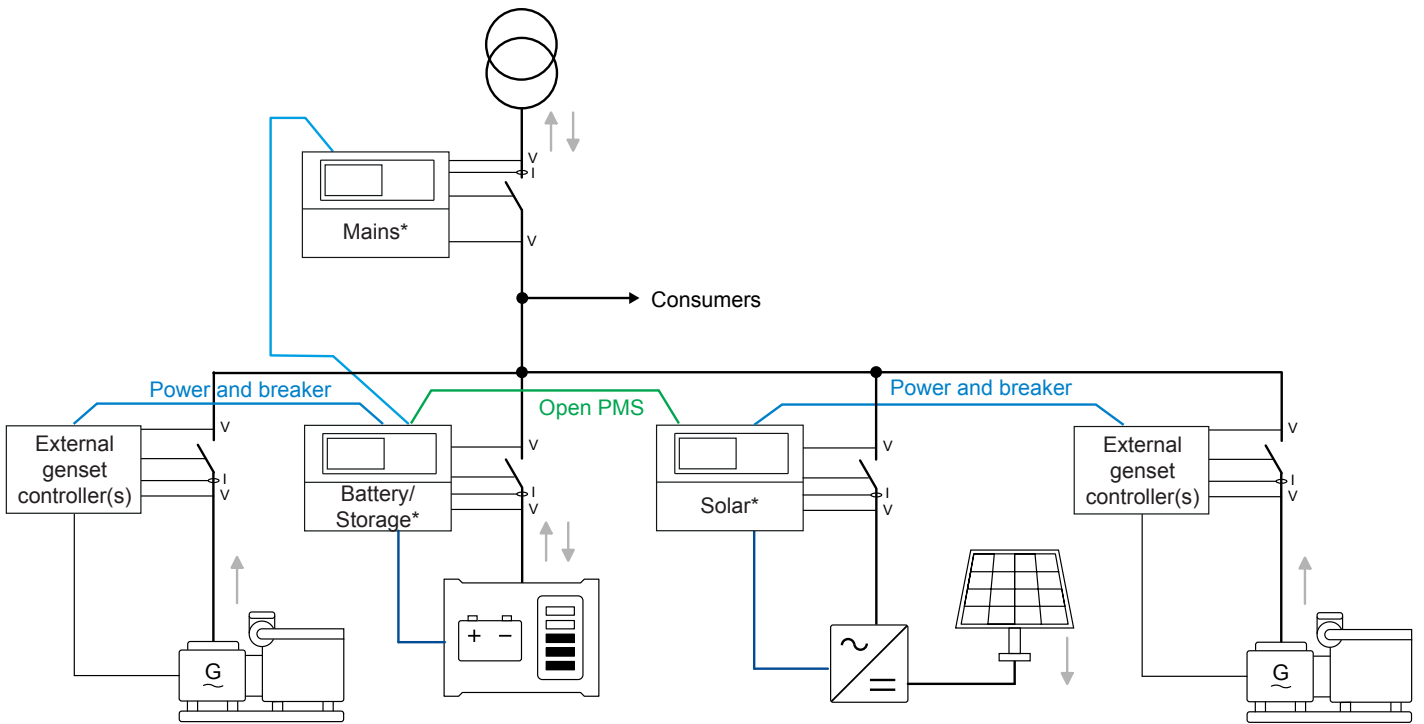 V
I
Mains*
V
Consumers
Power and breaker
Open PMS
Power and breaker
External
genset
controller(s)
V
I
V
Battery/
Storage*
V
I
V
Solar*
V
I
V
External
genset
controller(s)
V
I
V
+ −
G
~
~
=
G
~